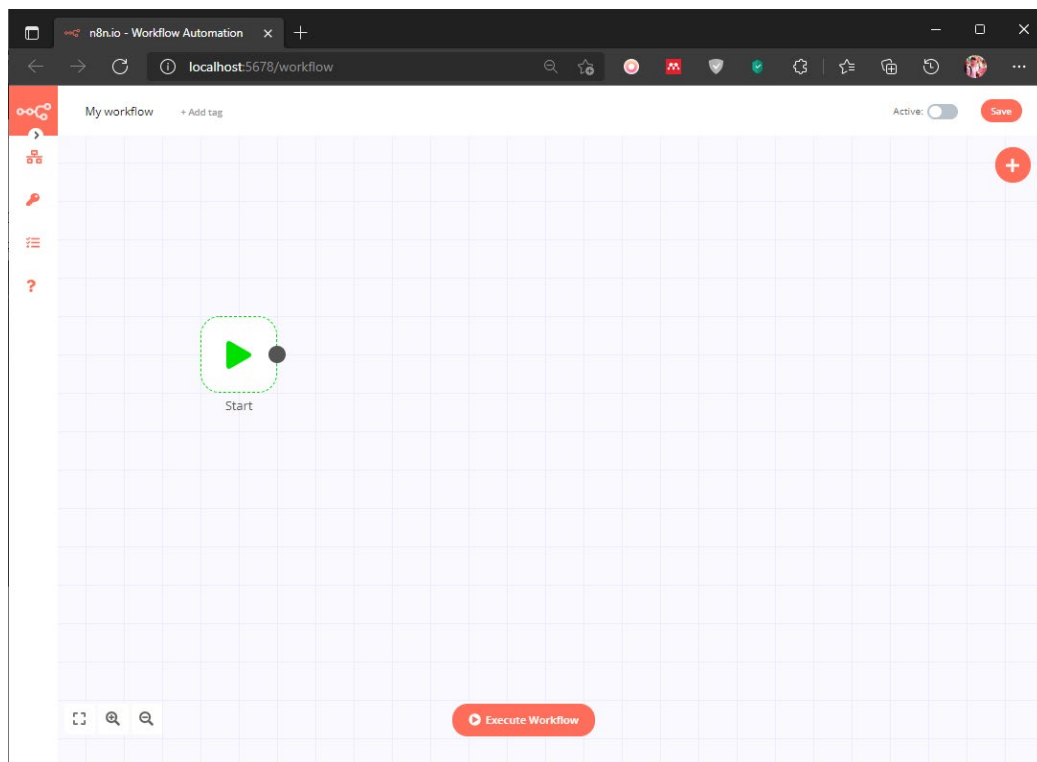 n8n.io - Workflow Automation
localhost:5678/workflow
My workflow
+ Add tag
Active:
Save
?
Start
Execute Workflow